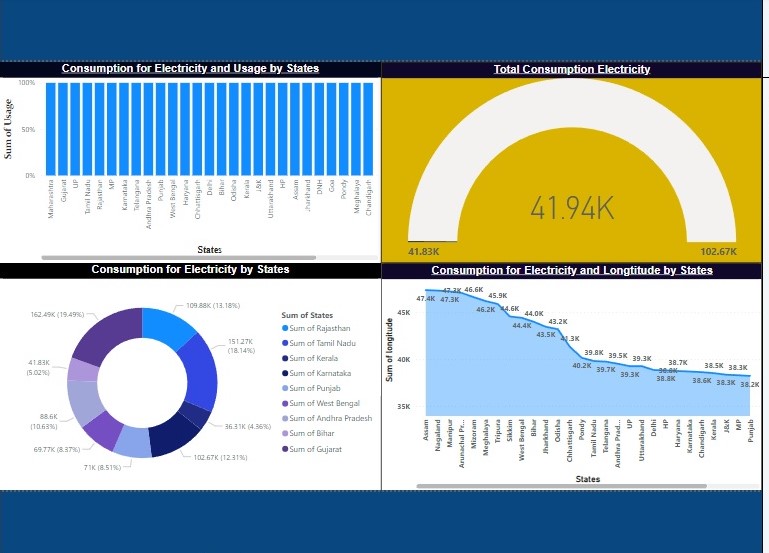 Consumption for Electricity and Usage by States
Sum of Usage
100%
50%
0%
Maharashtra
Gujarat
UP
Tamil Nadu
Rajasthan
MP
Karnataka
Telangana
Andhra Pradesh
Punjab
West Bengal
Haryana
Chhattisgarh
Delhi
Bihar
Odisha
Kerala
J&K
Uttarakhand
HP
Assam
Jharkhand
DNH
Goa
Pondy
Meghalaya
Chandigarh
States
Total Consumption Electricity
41.94K
41.83K
102.67K
Consumption for Electricity by States
109.88K (13.18%)
151.27K
(18.14%)
36.31K (4.36%)
102.67K (12.31%)
71K (8.51%)
69.77K (8.37%)
88.6K
(10.63%)
41.83K
(5.02%)
162.49K (19.49%)
Sum of States
Sum of Rajasthan
Sum of Tamil Nadu
Sum of Kerala
Sum of Karnataka
Sum of Punjab
Sum of West Bengal
Sum of Andhra Pradesh
Sum of Bihar
Sum of Gujarat
Consumption for Electricity and Lontgitude by States
Sum of longitude
45K
40K
35K
47.4K
47.3K
47.3K
46.6K
46.2K
45.9K
44.6K
44.4K
44.0K
43.5K
43.2K
41.3K
40.2K
39.8K
39.7K
39.5K
39.3K
39.3K
38.8K
38.7K
38.6K
38.5K
38.3K
38.3K
38.2K
Assam
Nagaland
Manipur
Arunachal Pr...
Mizoram
Meghalaya
Tripura
Sikkim
West Bengal
Bihar
Jharkhand
Odisha
Chhattisgarh
Pondy
Tamil Nadu
Telangana
Andhra Prad...
UP
Uttarakhand
Delhi
HP
Haryana
Karnataka
Chandigarh
Kerala
J&K
MP
Punjab
States